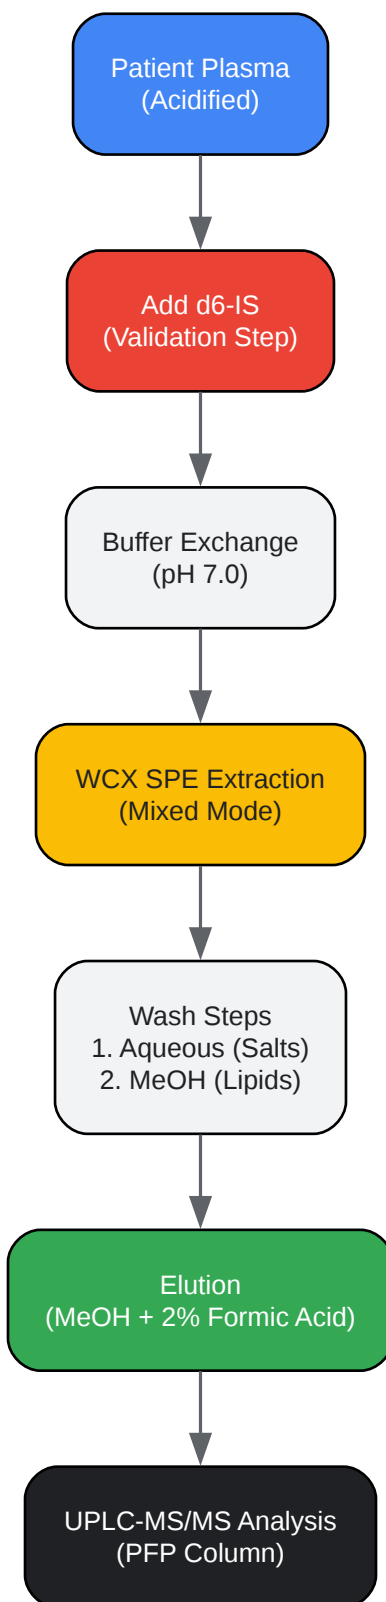 Patient Plasma
(Acidified)
Add d6-IS
(Validation Step)
Buffer Exchange
(pH 7.0)
WCX SPE Extraction
(Mixed Mode)
Wash Steps
1. Aqueous (Salts)
2. MeOH (Lipids)
Elution
(MeOH + 2% Formic Acid)
UPLC-MS/MS Analysis
(PFP Column)